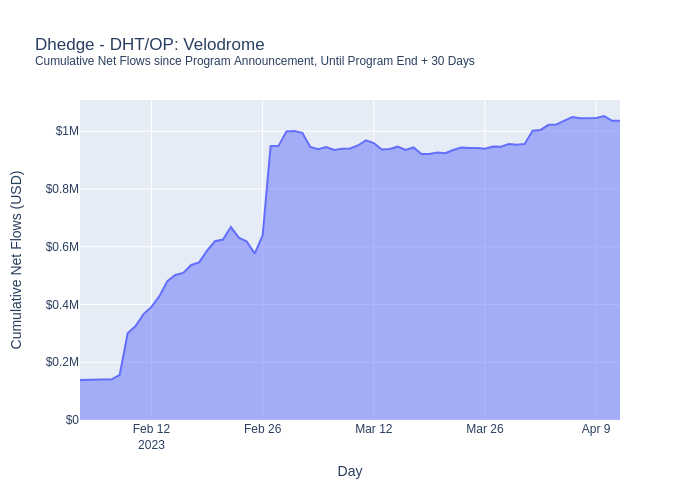 Dhedge - DHT/OP: Velodrome
Cumulative Net Flows since Program Announcement, Until Program End + 30 Days
Cumulative Net Flows (USD)
$1M
$0.8M
$0.6M
$0.4M
$0.2M
$0
Feb 12
2023
Feb 26
Mar 12
Mar 26
Apr 9
Day